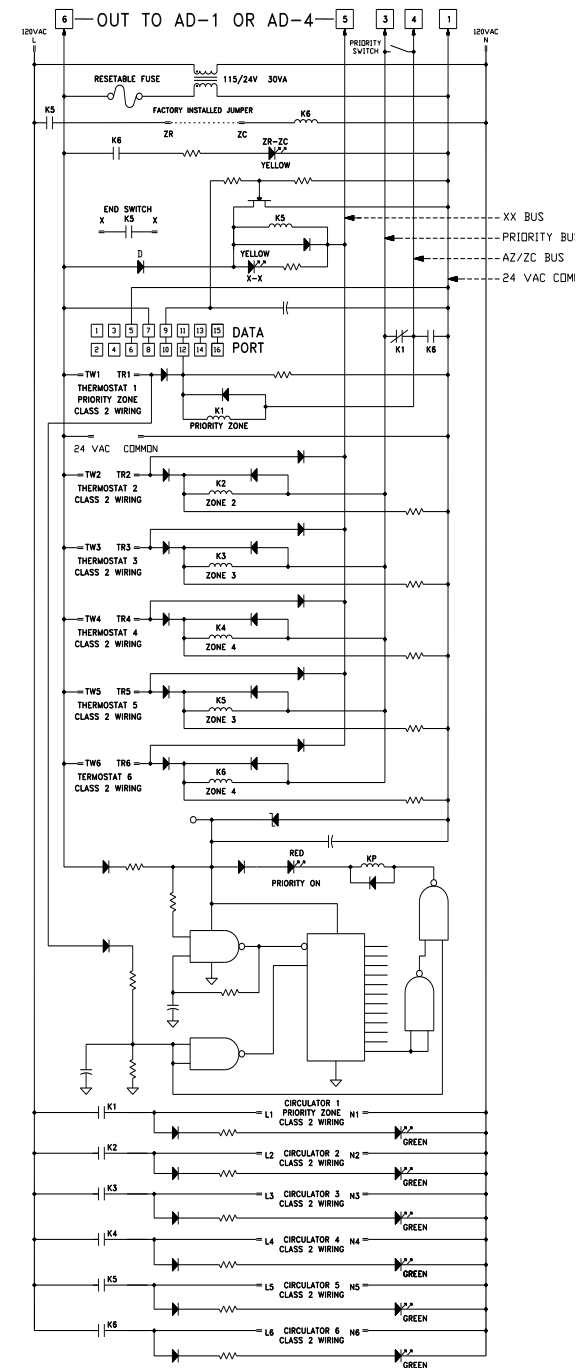 6 OUT TO AD-1 OR AD-4 5 3 4 1
120VAC L
PRIORITY SWITCH
120VAC N
RESETABLE FUSE
115/24V 30VA
FACTORY INSTALLED JUMPER
K5
ZR
ZC
K6
K6
ZR-ZC
YELLOW
END SWITCH
X K5 X
K5
XX BUS
PRIORITY BU
AZ/ZC BUS
24 VAC COM
D
YELLOW
X-X
1 3 5 7 9 11 13 15 DATA
2 4 6 8 10 12 14 16 PORT
K1 K6
TW1 TR1
THERMOSTAT 1
PRIORITY ZONE
CLASS 2 WIRING
K1
PRIORITY ZONE
24 VAC COMMON
TW2 TR2
THERMOSTAT 2
CLASS 2 WIRING
K2
ZONE 2
TW3 TR3
THERMOSTAT 3
CLASS 2 WIRING
K3
ZONE 3
TW4 TR4
THERMOSTAT 4
CLASS 2 WIRING
K4
ZONE 4
TW5 TR5
THERMOSTAT 5
CLASS 2 WIRING
K5
ZONE 3
TW6 TR6
TERMOSTAT 6
CLASS 2 WIRING
K6
ZONE 4
RED
PRIORITY ON
KP
K1
CIRCULATOR 1
L1 PRIORITY ZONE N1
CLASS 2 WIRING
GREEN
K2
L2 CIRCULATOR 2 N2
CLASS 2 WIRING
GREEN
K3
L3 CIRCULATOR 3 N3
CLASS 2 WIRING
GREEN
K4
L4 CIRCULATOR 4 N4
CLASS 2 WIRING
GREEN
K5
L5 CIRCULATOR 5 N5
CLASS 2 WIRING
GREEN
K6
L6 CIRCULATOR 6 N6
CLASS 2 WIRING
GREEN